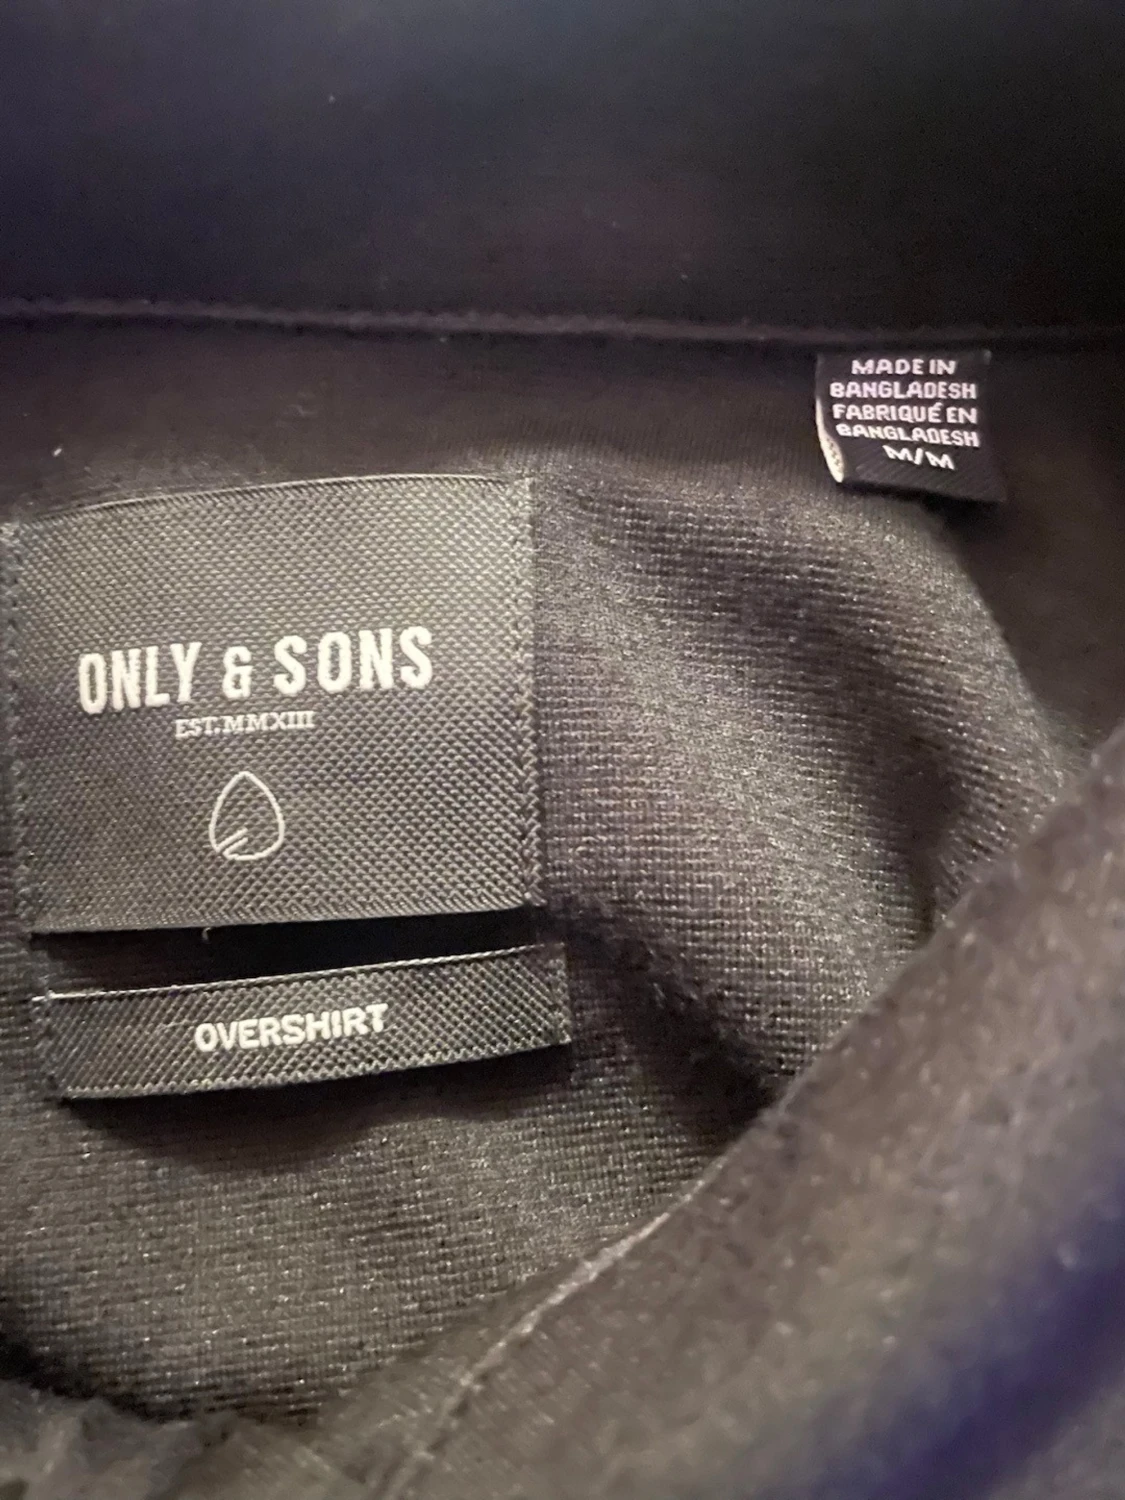 MADE IN
BANGLADESH
FABRIQUÉ EN
BANGLADESH
M/M
ONLY & SONS
EST.MMXIII
OVERSHIRT